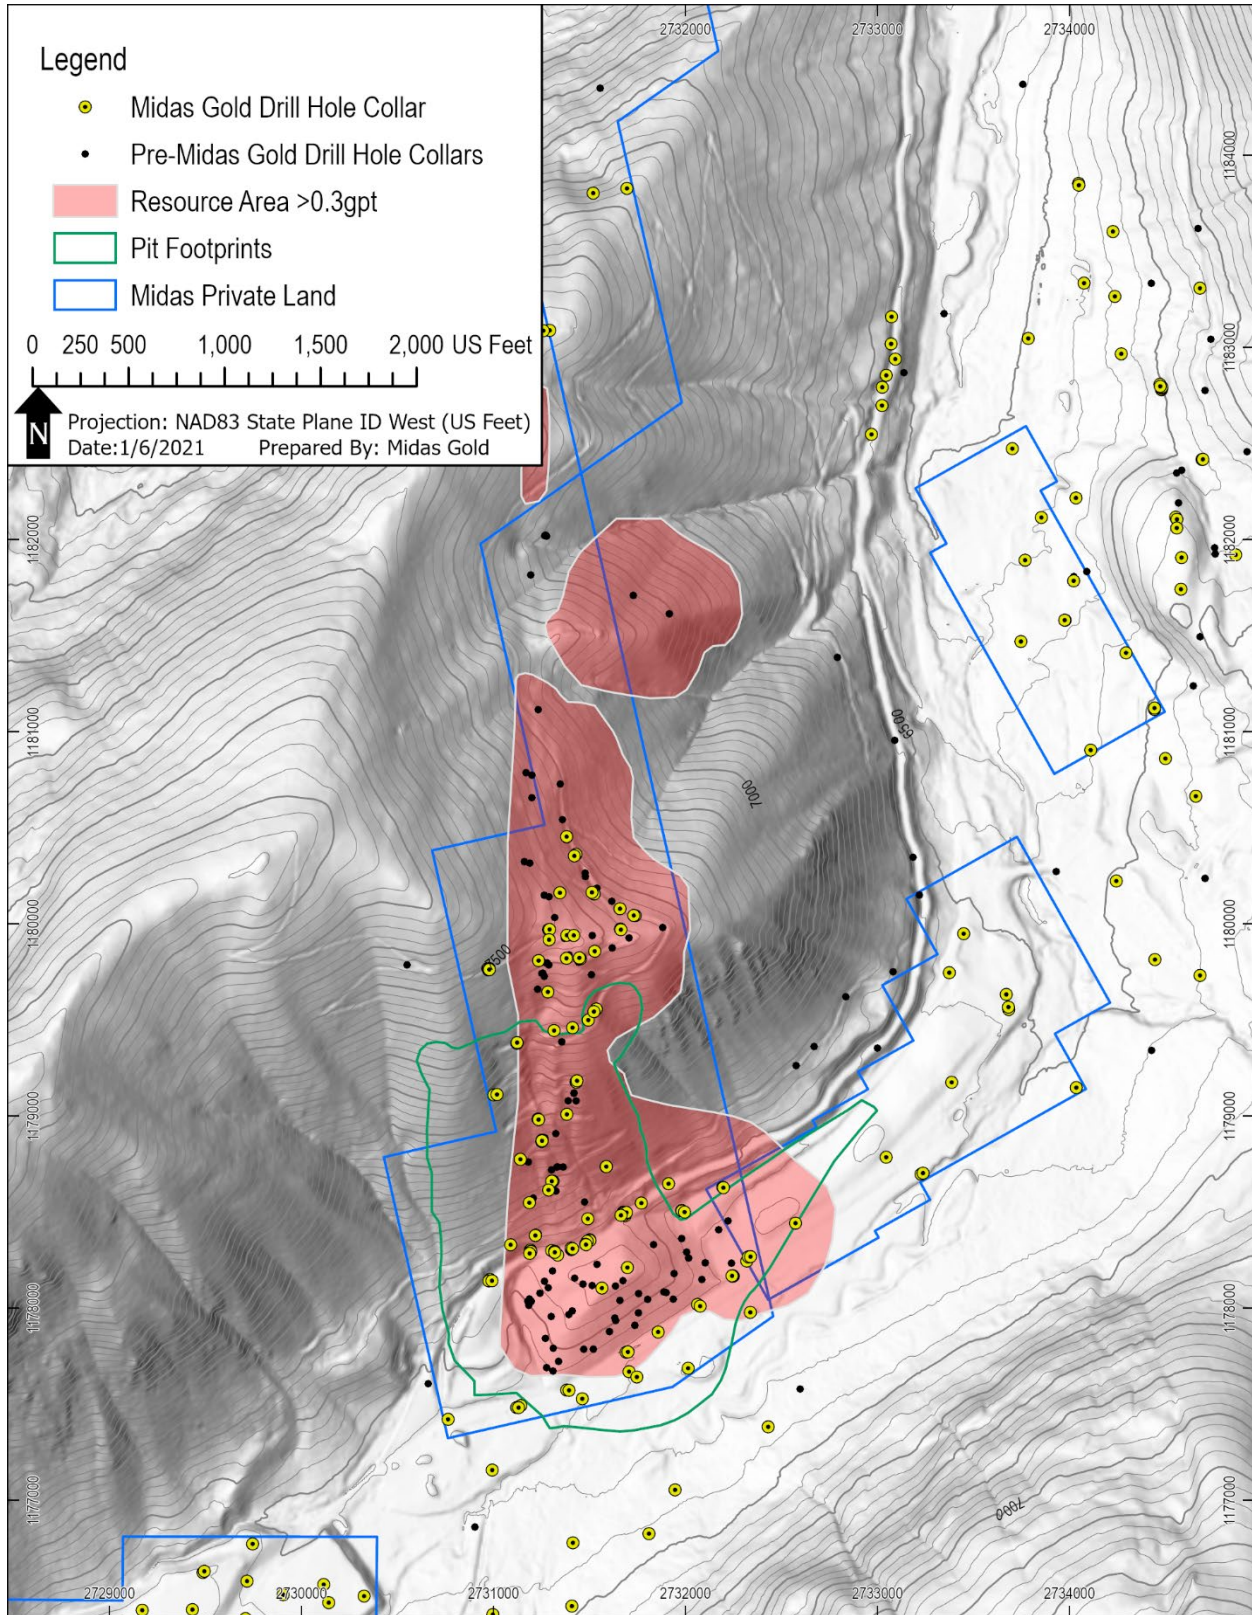 2732000
2733000
2734000
Legend
Midas Gold Drill Hole Collar
Pre-Midas Gold Drill Hole Collars
Resource Area >0.3gpt
Pit Footprints
Midas Private Land
0 250 500 1,000 1,500 2,000 US Feet
N
Projection: NAD83 State Plane ID West (US Feet)
Date:1/6/2021 Prepared By: Midas Gold
1184000
1183000
1182000
1182000
1181000
1181000
6500
7000
1180000
1180000
7500
1179000
1179000
1178000
1178000
1177000
1177000
7000
2729000
2730000
2731000
2732000
2733000
2734000